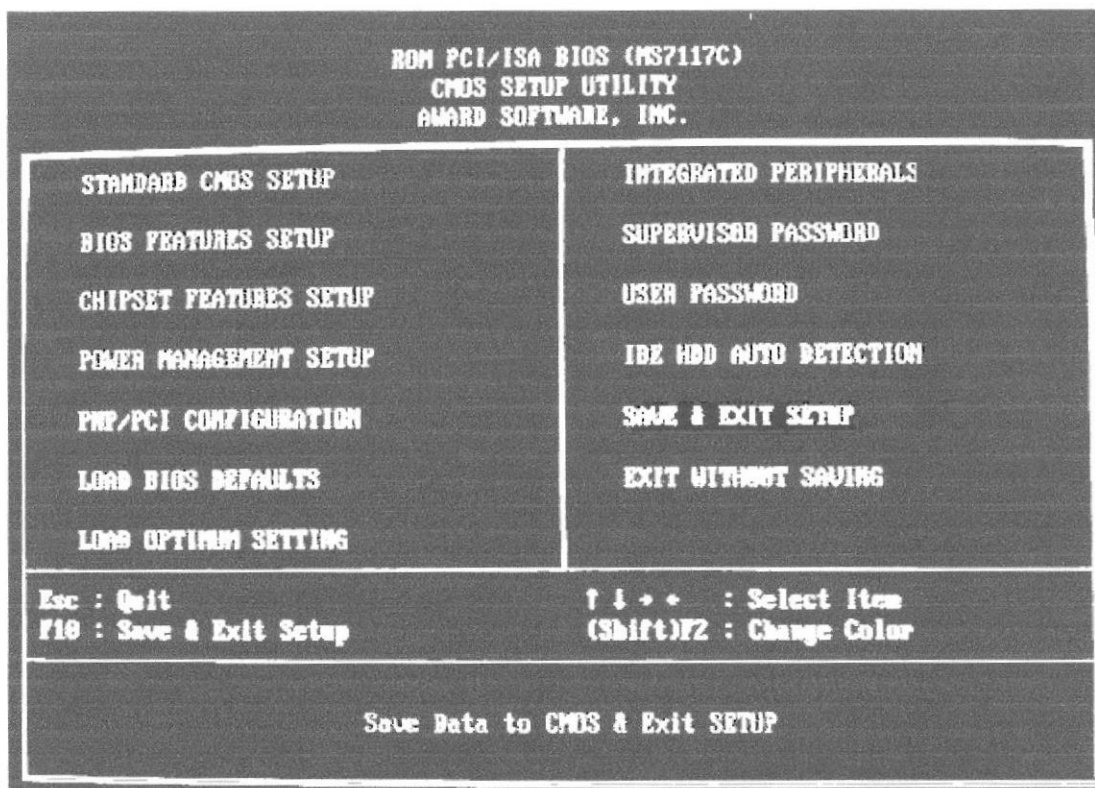 ROM PCI/ISA BIOS (MS7117C)
CMOS SETUP UTILITY
AWARD SOFTWARE, INC.
STANDARD CMOS SETUP
BIOS FEATURES SETUP
CHIPSET FEATURES SETUP
POWER MANAGEMENT SETUP
PNP/PCI CONFIGURATION
LOAD BIOS DEFAULTS
LOAD OPTIMUM SETTING
INTEGRATED PERIPHERALS
SUPERVISOR PASSWORD
USER PASSWORD
IDE HDD AUTO DETECTION
SAVE & EXIT SETUP
EXIT WITHOUT SAVING
Esc : Quit
F10 : Save & Exit Setup
↑ ↓ → ← : Select Item
(Shift)F2 : Change Color
Save Data to CMOS & Exit SETUP